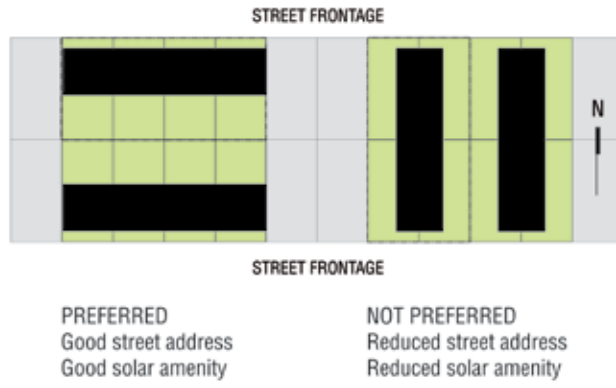 STREET FRONTAGE
N
STREET FRONTAGE
PREFERRED
Good street address
Good solar amenity
NOT PREFERRED
Reduced street address
Reduced solar amenity